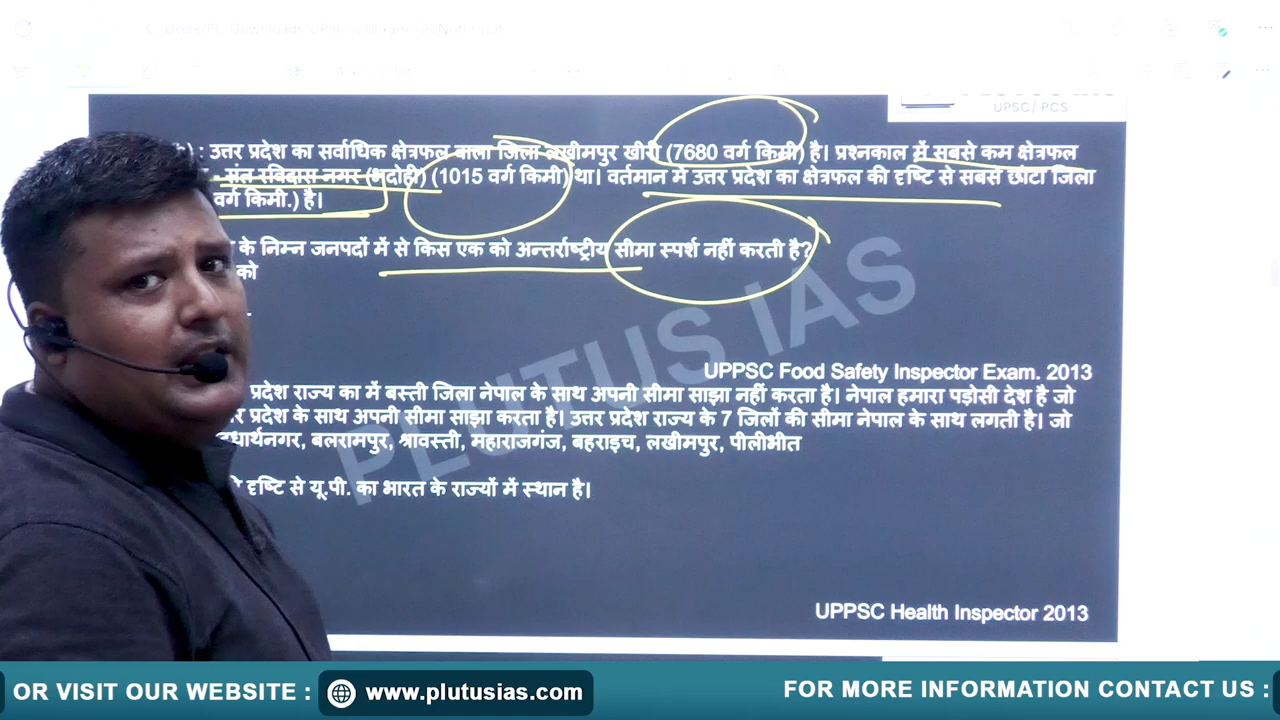 UPSC/ PCS
) : उत्तर प्रदेश का सर्वाधिक क्षेत्रफल वाला जिला लखीमपुर खीरी (7680 वर्ग किमी) है। प्रश्नकाल में सबसे कम क्षेत्रफल
- संत रविदास नगर (भदोही) (1015 वर्ग किमी) था। वर्तमान में उत्तर प्रदेश का क्षेत्रफल की दृष्टि से सबसे छोटा जिला
वर्ग किमी.) है।
के निम्न जनपदों में से किस एक को अन्तर्राष्ट्रीय सीमा स्पर्श नहीं करती है?
को
PLUTUS IAS
UPPSC Food Safety Inspector Exam. 2013
प्रदेश राज्य का में बस्ती जिला नेपाल के साथ अपनी सीमा साझा नहीं करता है। नेपाल हमारा पड़ोसी देश है जो
प्रदेश के साथ अपनी सीमा साझा करता है। उत्तर प्रदेश राज्य के 7 जिलों की सीमा नेपाल के साथ लगती है। जो
बलरामपुर, श्रावस्ती, महाराजगंज, बहराइच, लखीमपुर, पीलीभीत
दृष्टि से यू.पी. का भारत के राज्यों में स्थान है।
UPPSC Health Inspector 2013
OR VISIT OUR WEBSITE : www.plutusias.com FOR MORE INFORMATION CONTACT US :